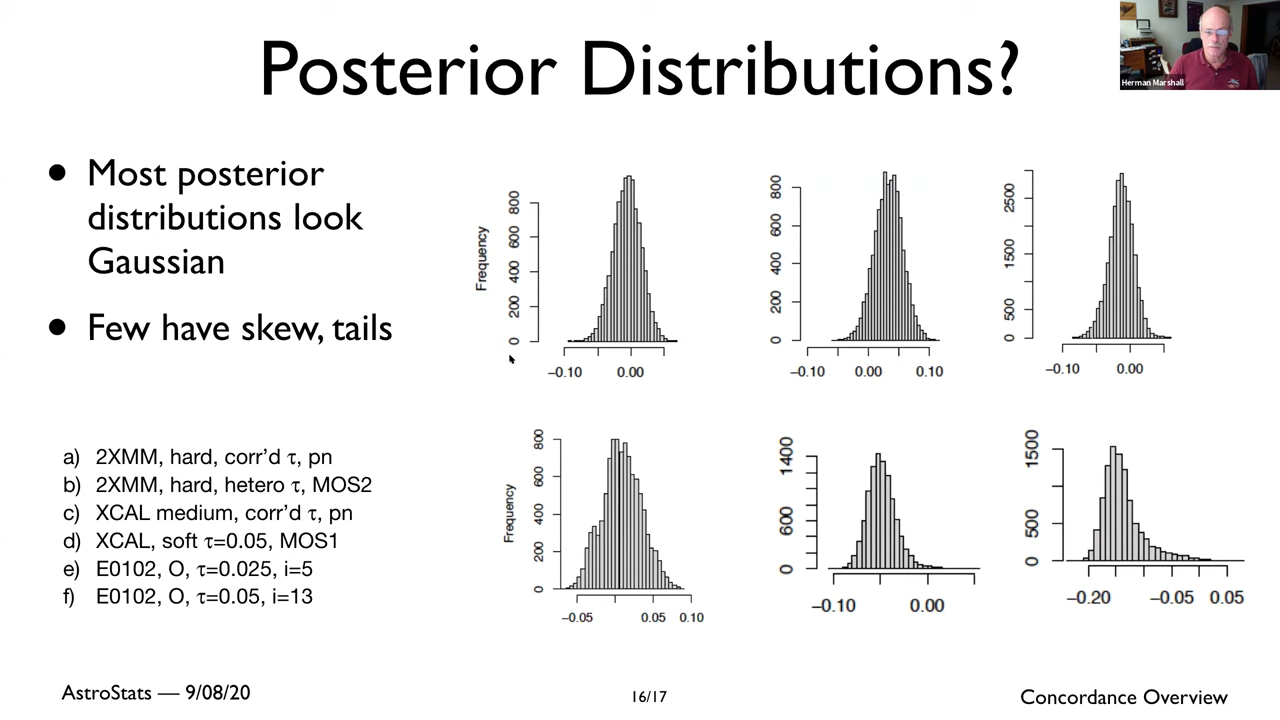 Posterior Distributions?
Herman Marshall
• Most posterior
distributions look
Gaussian
• Few have skew, tails
a) 2XMM, hard, corr’d τ, pn
b) 2XMM, hard, hetero τ, MOS2
c) XCAL medium, corr’d τ, pn
d) XCAL, soft τ=0.05, MOS1
e) E0102, O, τ=0.025, i=5
f) E0102, O, τ=0.05, i=13
Frequency
0 200 400 600 800
−0.10 0.00
0 200 400 600 800
−0.10 0.00 0.10
0 500 1500 2500
−0.10 0.00
Frequency
0 200 400 600 800
−0.05 0.05 0.10
0 600 1400
−0.10 0.00
0 500 1500
−0.20 −0.05 0.05
AstroStats — 9/08/20
16/17
Concordance Overview